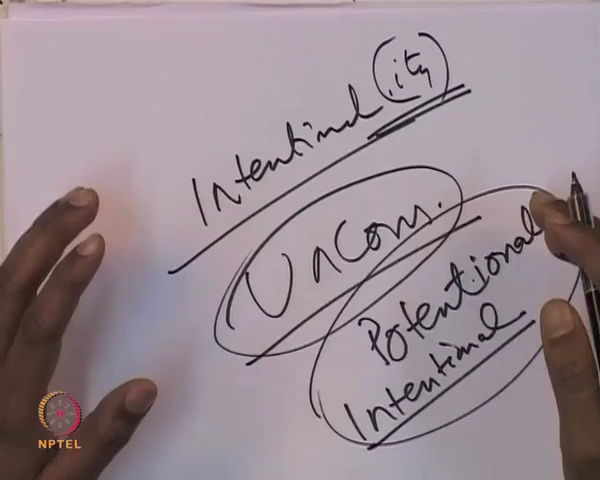 Intentional (ity)
Uncons.
Potentional
Intentional
NPTEL